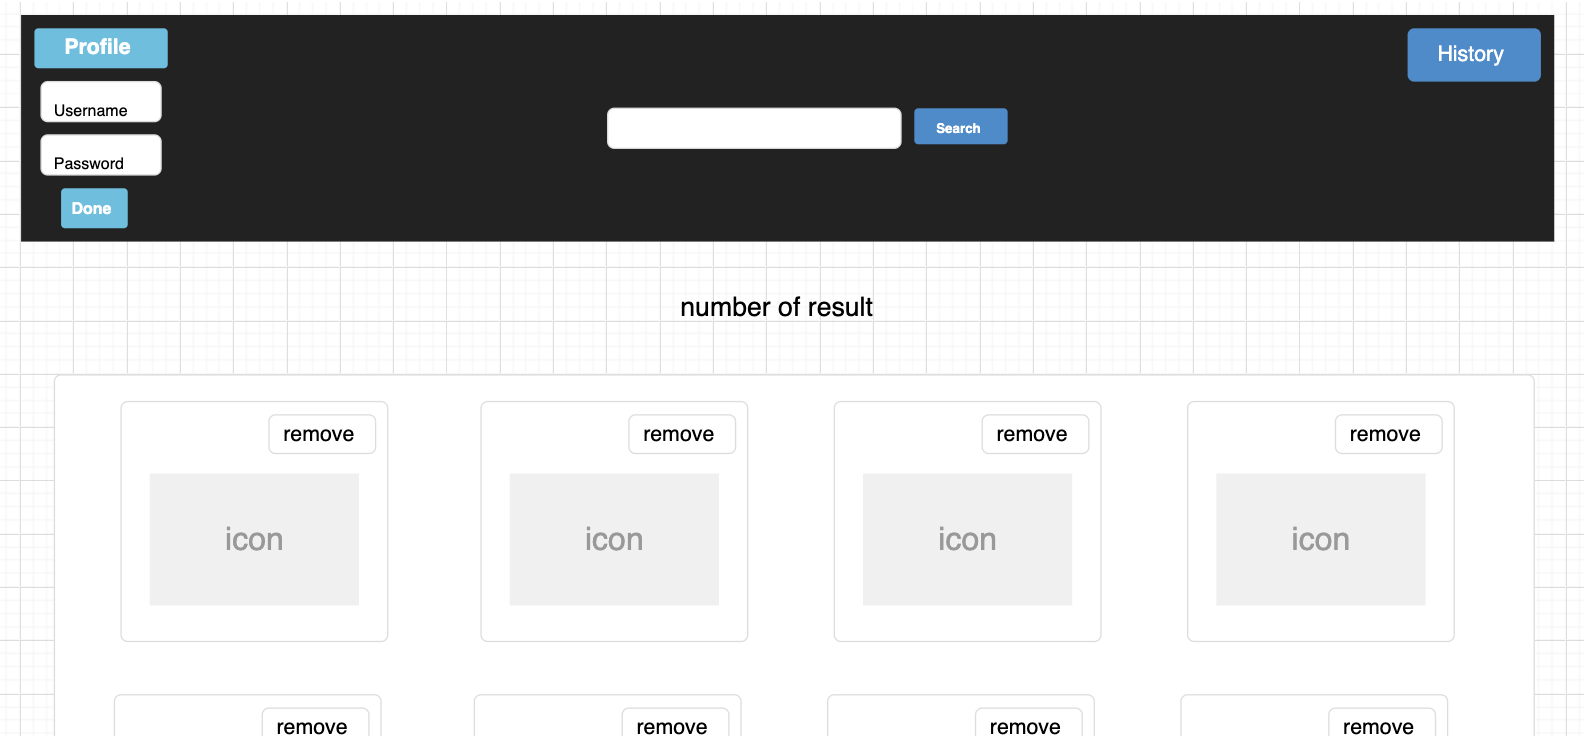 Profile
History
Username
Search
Password
Done
number of result
remove remove remove remove
icon icon icon icon
remove remove remove remove